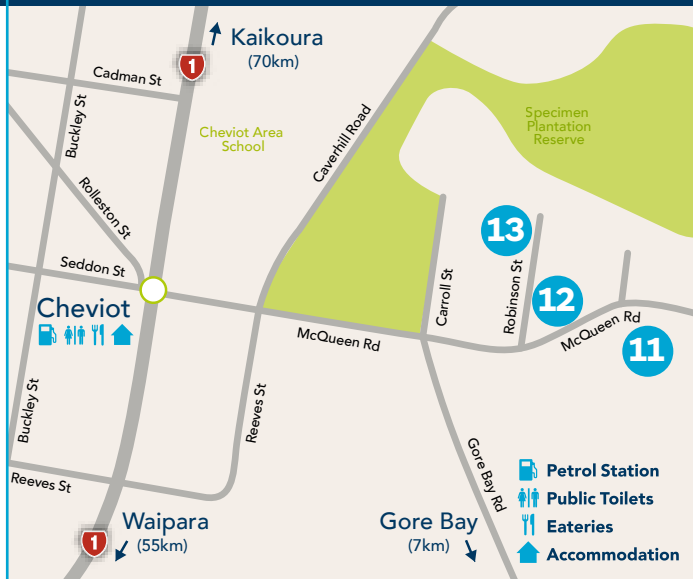 Kaikoura
(70km)
1
Cadman St
Buckley St
Cheviot Area
School
Caverhill Road
Specimen
Plantation
Reserve
Rolleston St
Seddon St
13
Carroll St
Robinson St
12
Cheviot
McQueen Rd
McQueen Rd
11
Buckley St
Reeves St
Gore Bay Rd
Reeves St
Petrol Station
Public Toilets
Eateries
Accommodation
1
Waipara
(55km)
Gore Bay
(7km)